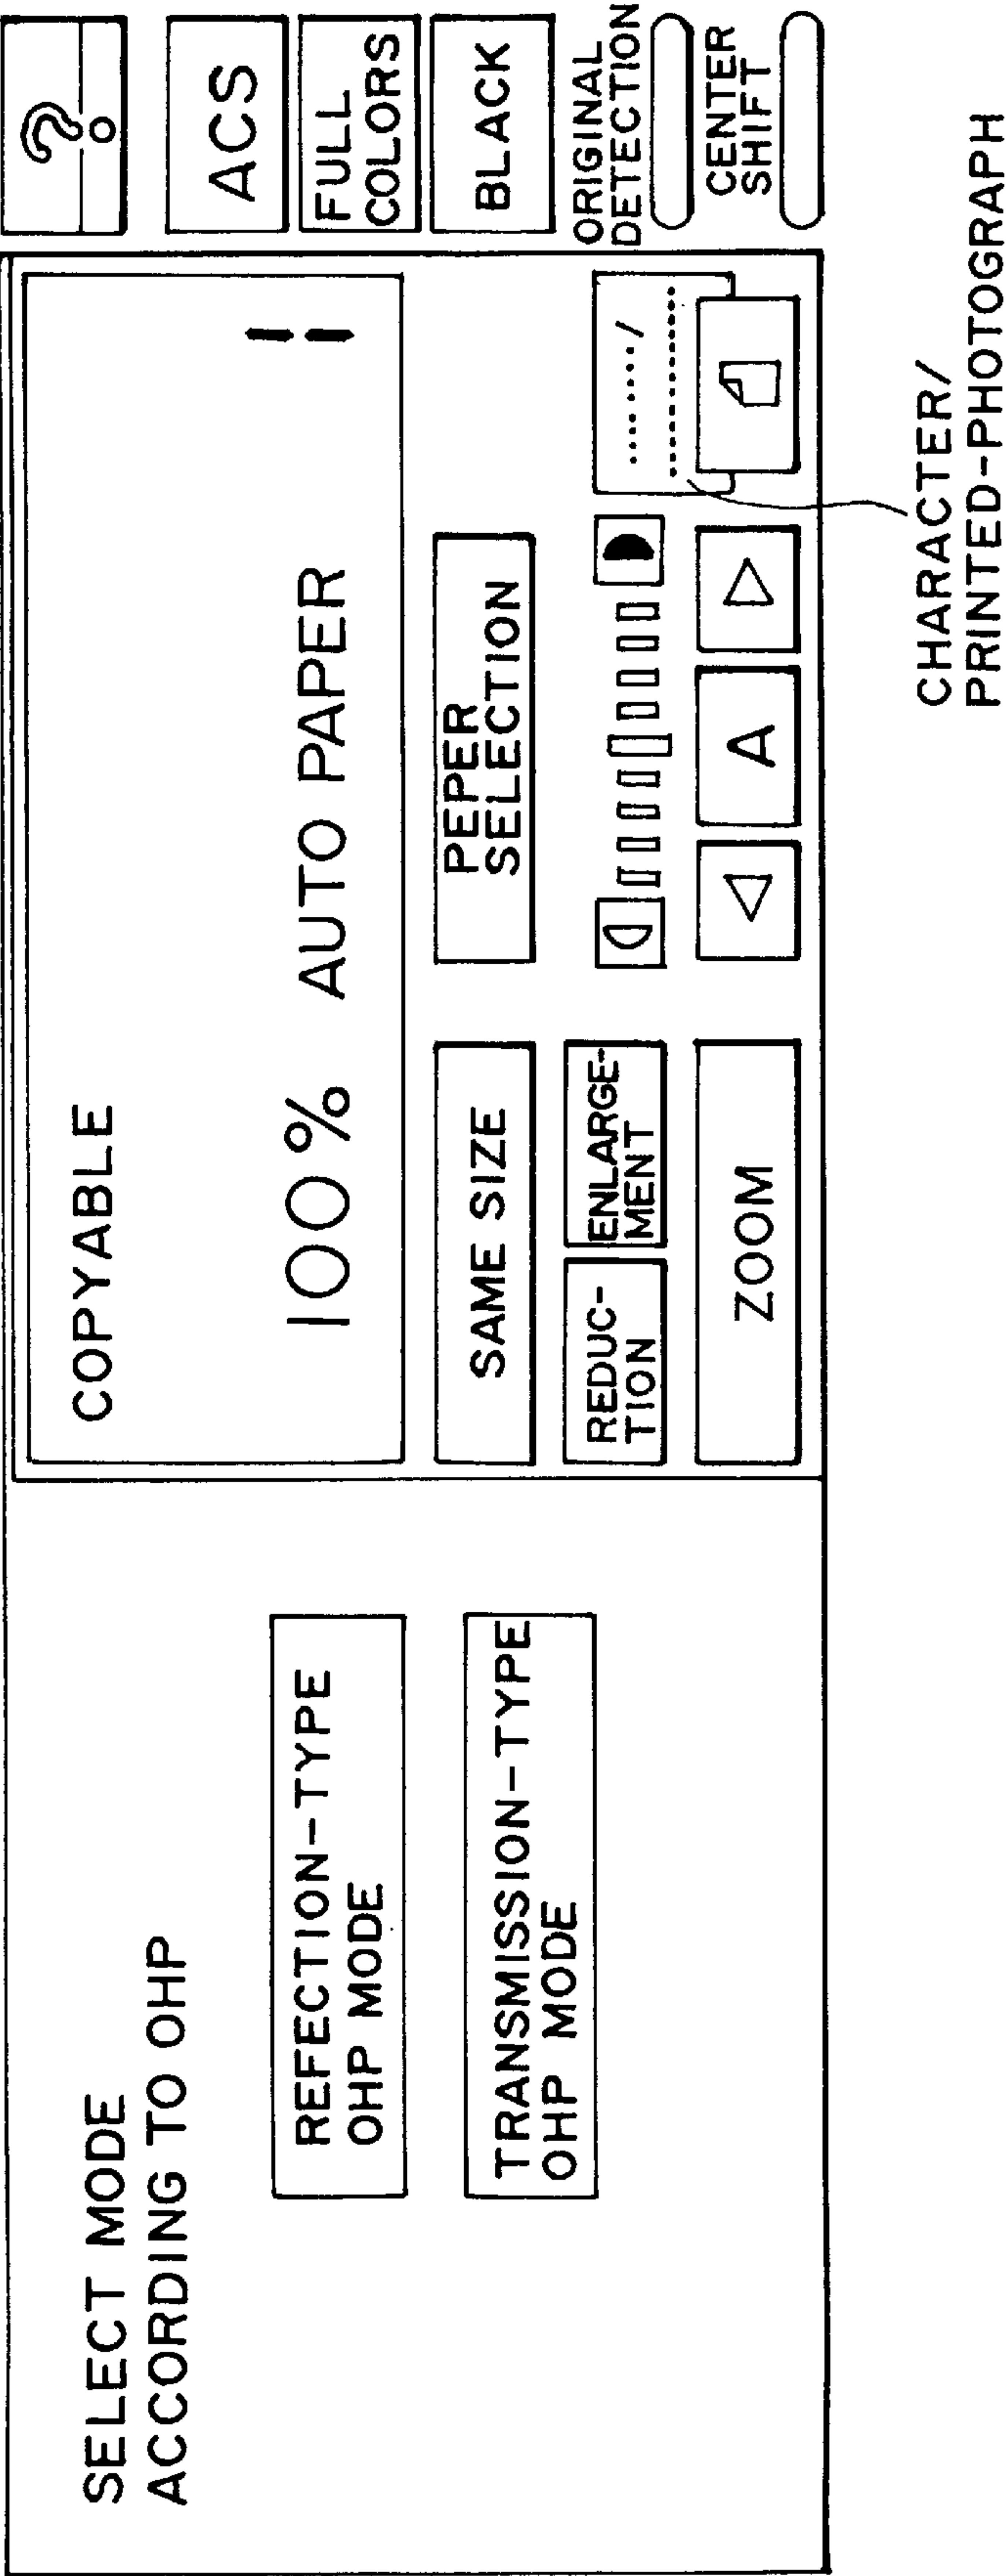 SELECT MODE
ACCORDING TO OHP
REFECTION-TYPE
OHP MODE
TRANSMISSION-TYPE
OHP MODE
COPYABLE
100% AUTO PAPER 1
SAME SIZE
PEPER
SELECTION
REDUC-
TION
ENLARGE-
MENT
ZOOM
A
?
ACS
FULL
COLORS
BLACK
ORIGINAL
DETECTION
CENTER
SHIFT
CHARACTER/
PRINTED-PHOTOGRAPH